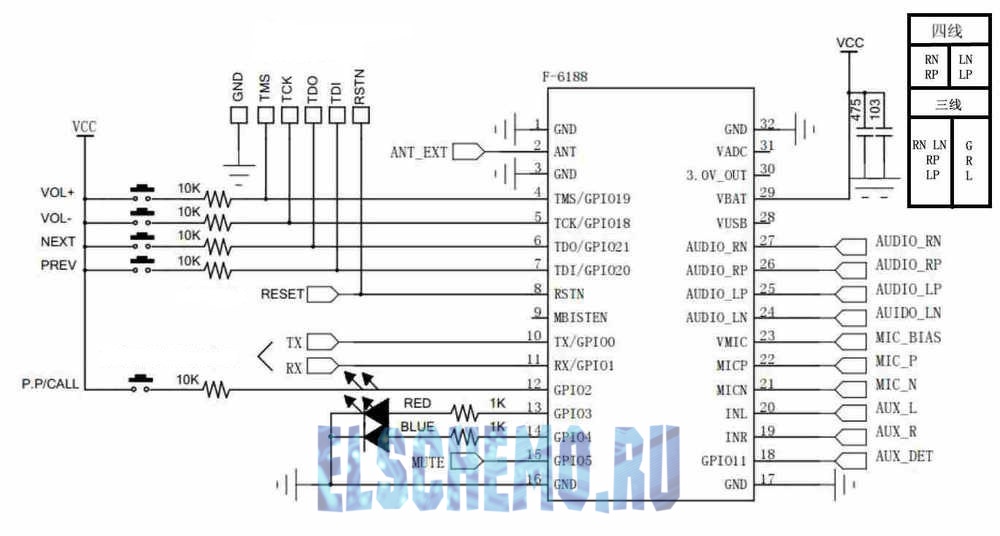 四线
RN LN
RP LP
三线
RN LN G
RP R
LP L
GND TMS TCK TDO TDI RSTN
F-6188
VCC
475 103
VCC
VOL+ 10K
VOL- 10K
NEXT 10K
PREV 10K
RESET
TX
RX
P.P/CALL 10K
RED 1K
BLUE 1K
MUTE
ANT_EXT
1 GND
2 ANT
3 GND
4 TMS/GPIO19
5 TCK/GPIO18
6 TDO/GPIO21
7 TDI/GPIO20
8 RSTN
9 MBISTEN
10 TX/GPIO0
11 RX/GPIO1
12 GPIO2
13 GPIO3
14 GPIO4
15 GPIO5
16 GND
GND 32
VADC 31
3.0V_OUT 30
VBAT 29
VUSB 28
AUDIO_RN 27 AUDIO_RN
AUDIO_RP 26 AUDIO_RP
AUDIO_LP 25 AUDIO_LP
AUDIO_LN 24 AUIDO_LN
VMIC 23 MIC_BIAS
MICP 22 MIC_P
MICN 21 MIC_N
INL 20 AUX_L
INR 19 AUX_R
GPIO11 18 AUX_DET
GND 17
ELSCHEMO.RU